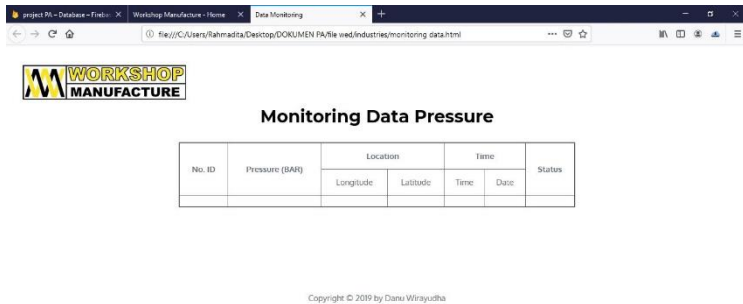 project PA – Database – Fireba
Workshop Manufacture - Home
Data Monitoring
file:///C:/Users/Rahmadita/Desktop/DOKUMEN PA/file wed/industries/monitoring data.html
WORKSHOP
MANUFACTURE
Monitoring Data Pressure
No. ID
Pressure (BAR)
Location
Time
Status
Longitude
Latitude
Time
Date
Copyright © 2019 by Danu Wirayudha